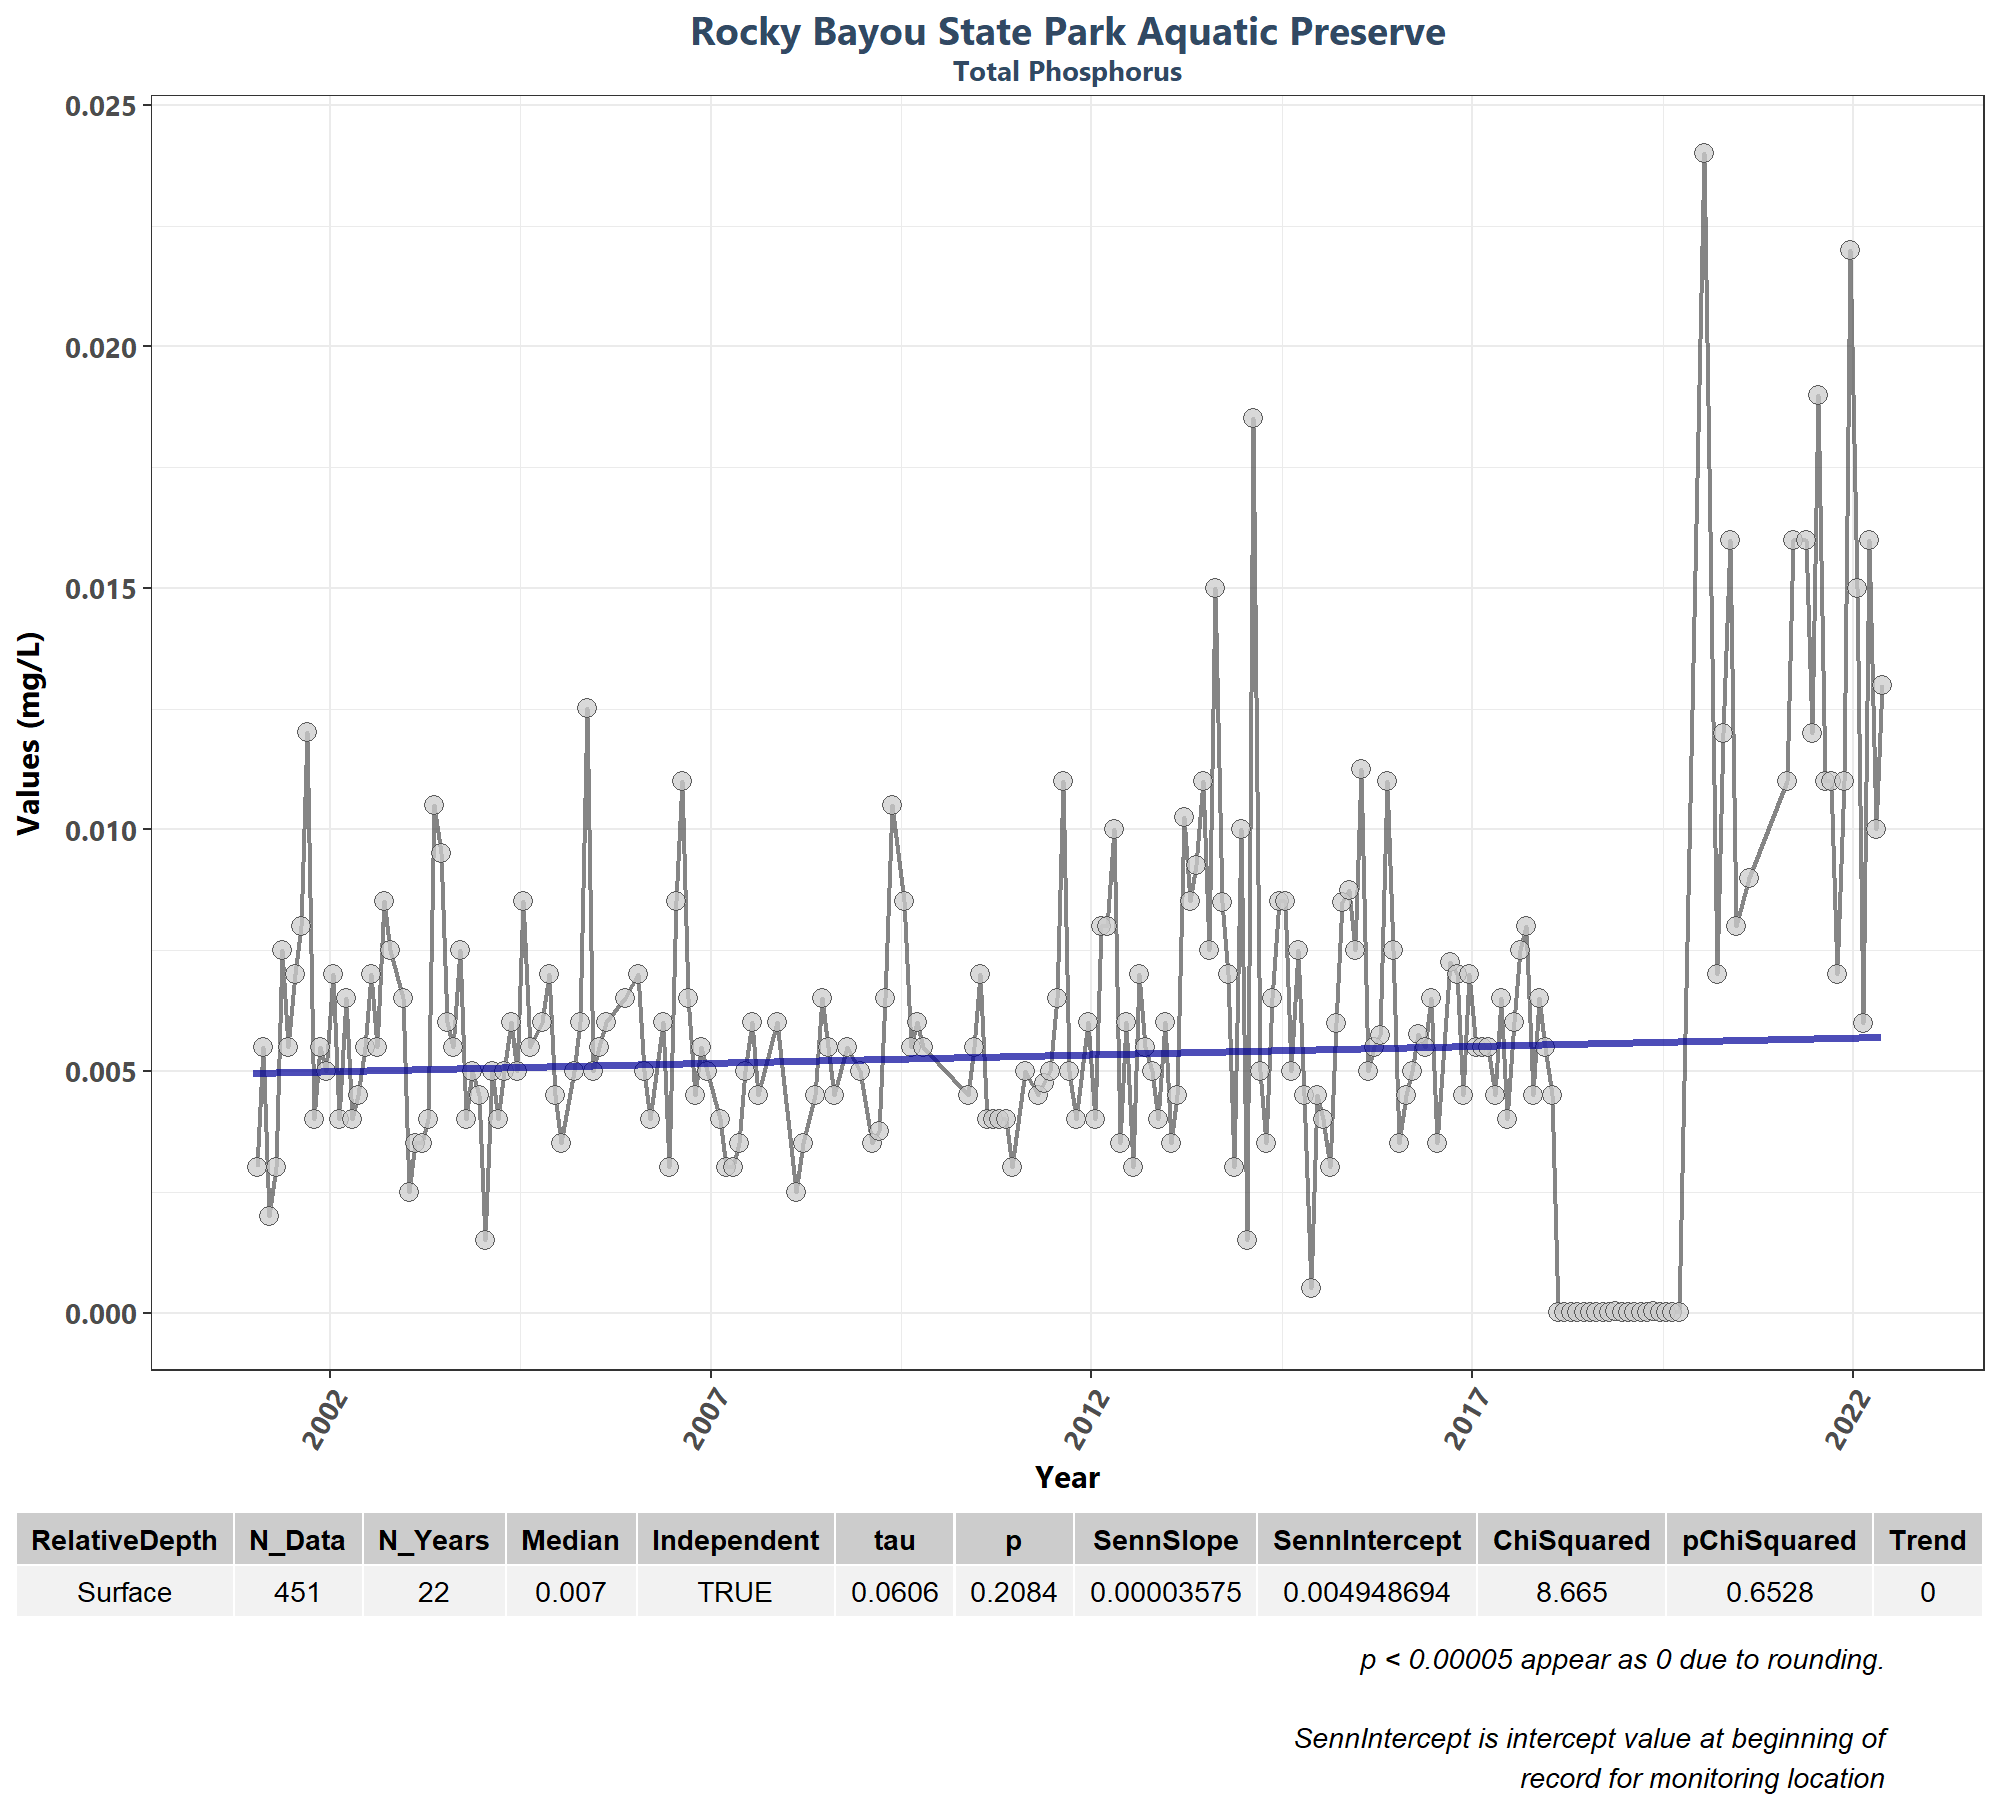 Rocky Bayou State Park Aquatic Preserve
Total Phosphorus
Values (mg/L)
0.025
0.020
0.015
0.010
0.005
0.000
2002 2007 2012 2017 2022
Year
RelativeDepth N_Data N_Years Median Independent tau p SennSlope SennIntercept ChiSquared pChiSquared Trend
Surface 451 22 0.007 TRUE 0.0606 0.2084 0.00003575 0.004948694 8.665 0.6528 0
p < 0.00005 appear as 0 due to rounding.
SennIntercept is intercept value at beginning of
record for monitoring location